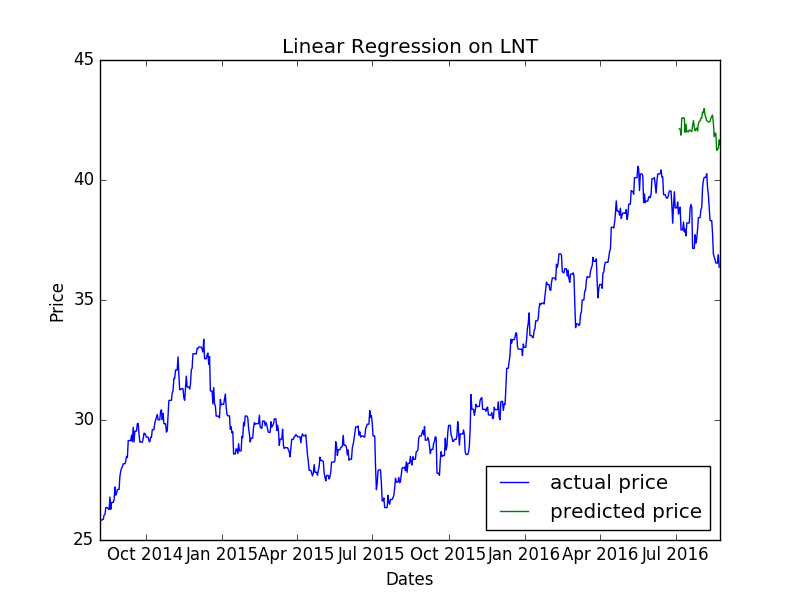 Linear Regression on LNT
45
40
35
30
25
Price
Oct 2014 Jan 2015 Apr 2015 Jul 2015 Oct 2015 Jan 2016 Apr 2016 Jul 2016
Dates
actual price
predicted price